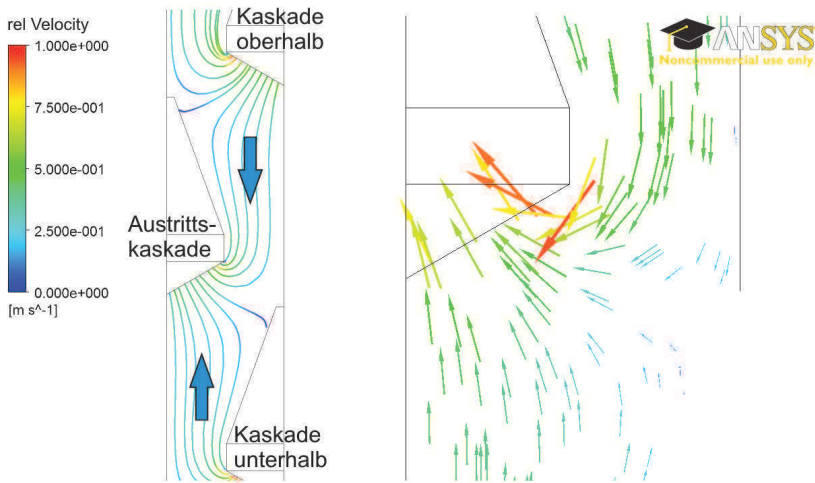 rel Velocity
1.000e+000
7.500e-001
5.000e-001
2.500e-001
0.000e+000
[m s^-1]
Kaskade
oberhalb
Austritts-
kaskade
Kaskade
unterhalb
ANSYS
Noncommercial use only